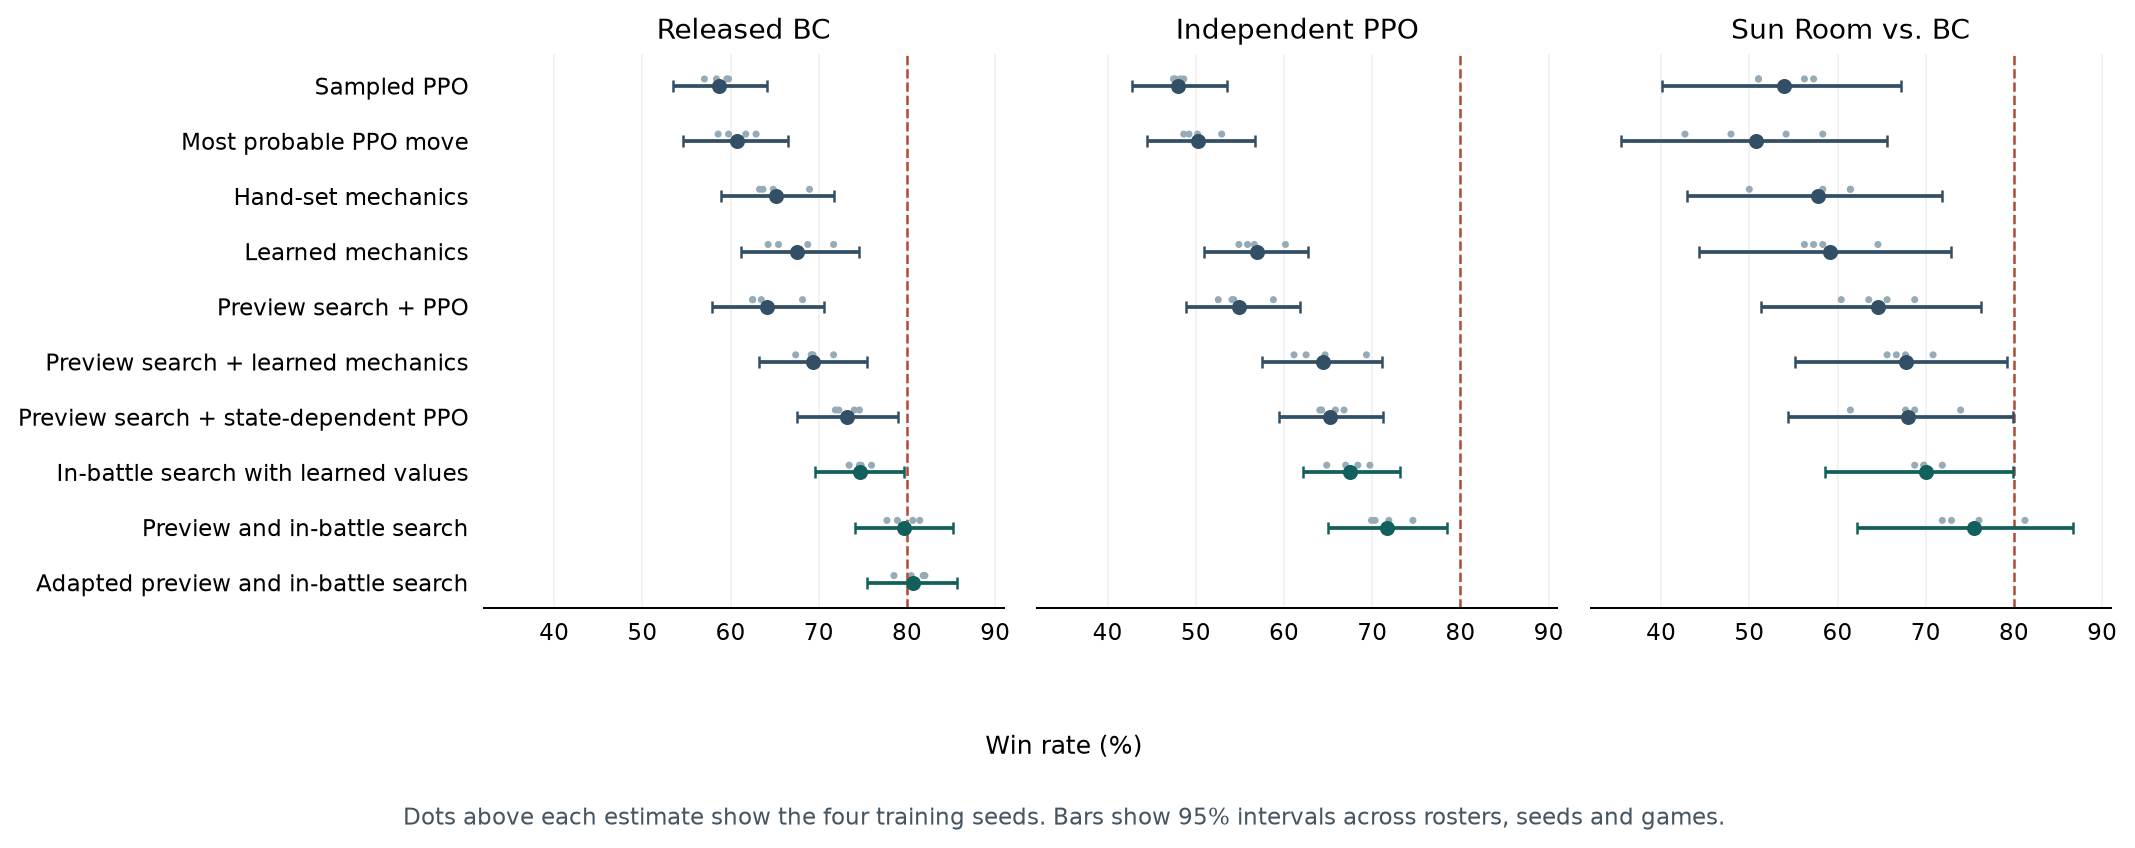 Released BC
Independent PPO
Sun Room vs. BC
Sampled PPO
Most probable PPO move
Hand-set mechanics
Learned mechanics
Preview search + PPO
Preview search + learned mechanics
Preview search + state-dependent PPO
In-battle search with learned values
Preview and in-battle search
Adapted preview and in-battle search
40 50 60 70 80 90
40 50 60 70 80 90
40 50 60 70 80 90
Win rate (%)
Dots above each estimate show the four training seeds. Bars show 95% intervals across rosters, seeds and games.